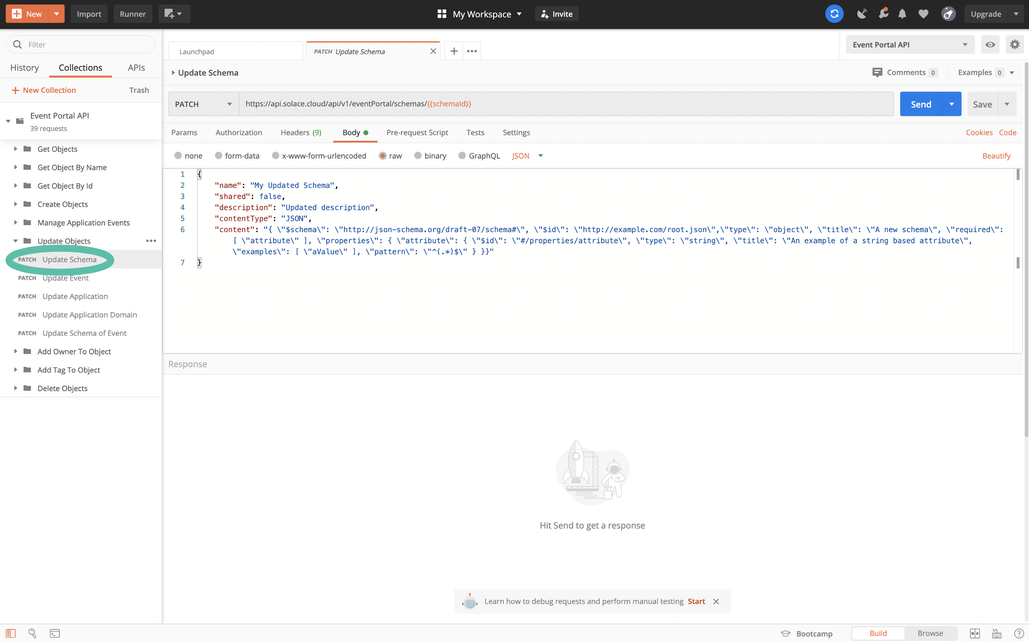 New Import Runner My Workspace Invite Upgrade
Filter
History Collections APIs
+ New Collection Trash
Event Portal API
39 requests
Get Objects
Get Object By Name
Get Object By Id
Create Objects
Manage Application Events
Update Objects
PATCH Update Schema
PATCH Update Event
PATCH Update Application
PATCH Update Application Domain
PATCH Update Schema of Event
Add Owner To Object
Add Tag To Object
Delete Objects
Launchpad PATCH Update Schema Event Portal API
Update Schema Comments 0 Examples 0
PATCH https://api.solace.cloud/api/v1/eventPortal/schemas/{{schemaId}} Send Save
Params Authorization Headers (9) Body Pre-request Script Tests Settings Cookies Code
none form-data x-www-form-urlencoded raw binary GraphQL JSON Beautify
1 {
2 "name": "My Updated Schema",
3 "shared": false,
4 "description": "Updated description",
5 "contentType": "JSON",
6 "content": "{ \"$schema\": \"http://json-schema.org/draft-07/schema#\", \"$id\": \"http://example.com/root.json\",\"type\": \"object\", \"title\": \"A new schema\", \"required\":
[ \"attribute\" ], \"properties\": { \"attribute\": { \"$id\": \"#/properties/attribute\", \"type\": \"string\", \"title\": \"An example of a string based attribute\",
\"examples\": [ \"aValue\" ], \"pattern\": \"^(.*)$\" } }}"
7 }
Response
Hit Send to get a response
Learn how to debug requests and perform manual testing Start
Bootcamp Build Browse